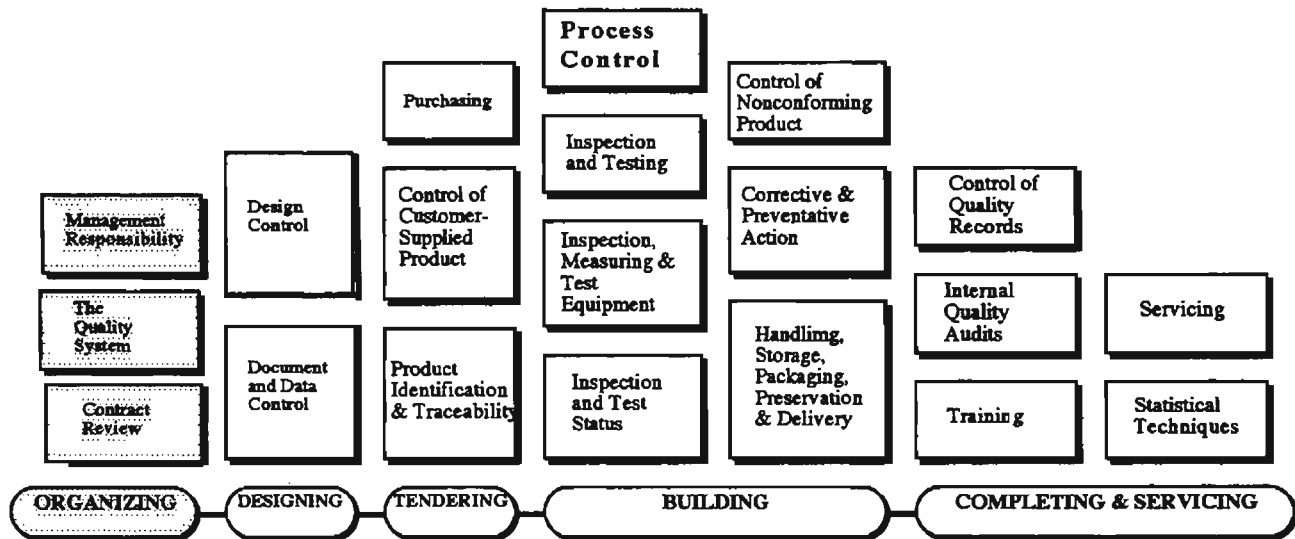 Management
Responsibility
The
Quality
System
Contract
Review
Design
Control
Document
and Data
Control
Purchasing
Control of
Customer-
Supplied
Product
Product
Identification
& Traceability
Process
Control
Inspection
and Testing
Inspection,
Measuring &
Test
Equipment
Inspection
and Test
Status
Control of
Nonconforming
Product
Corrective &
Preventative
Action
Handlimg,
Storage,
Packaging,
Preservation
& Delivery
Control of
Quality
Records
Internal
Quality
Audits
Training
Servicing
Statistical
Techniques
ORGANIZING
DESIGNING
TENDERING
BUILDING
COMPLETING & SERVICING